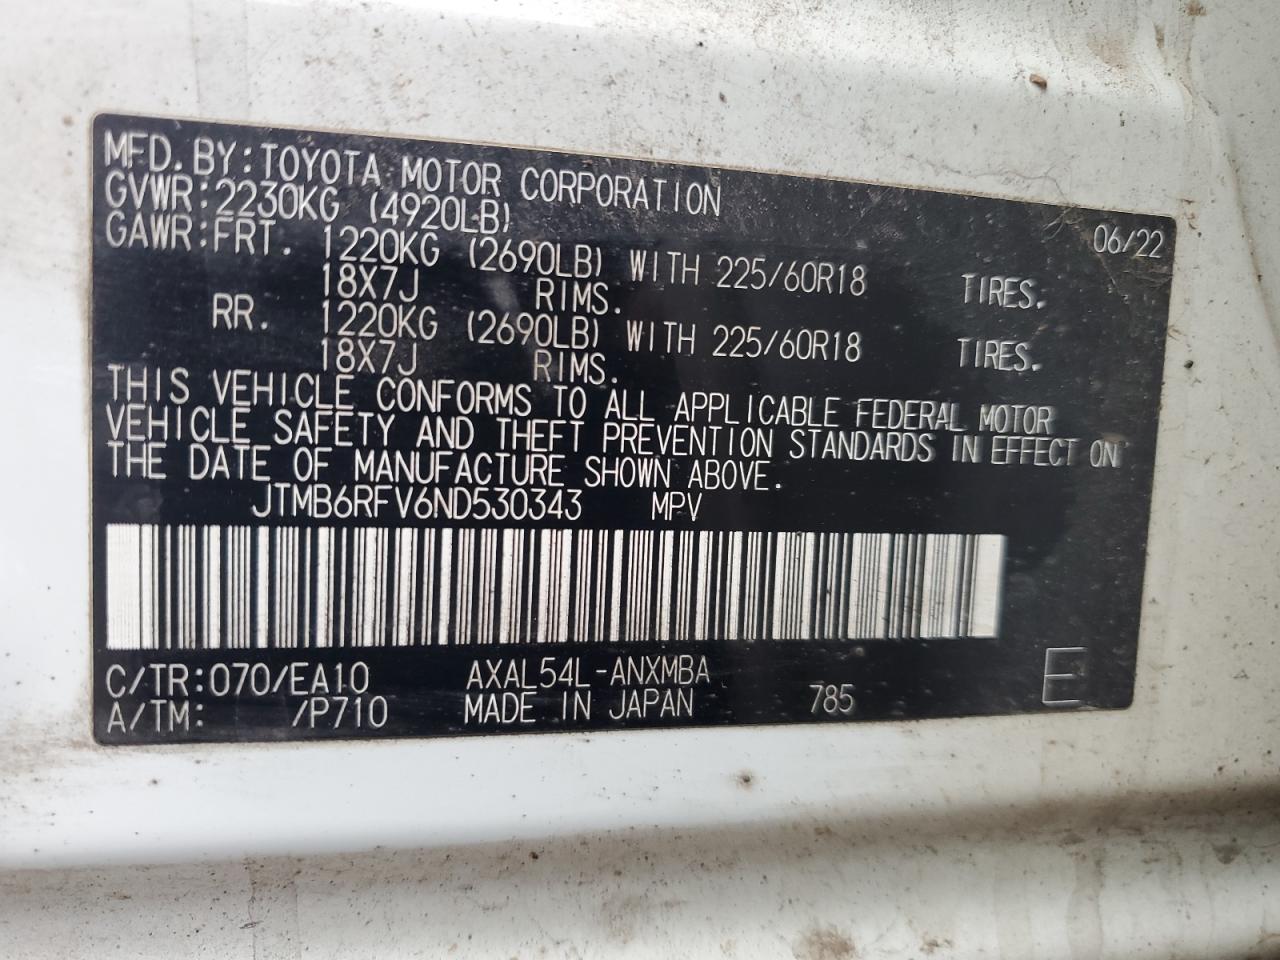 MFD. BY: TOYOTA MOTOR CORPORATION 06/22
GVWR: 2230KG (4920LB)
GAWR: FRT. 1220KG (2690LB) WITH 225/60R18 TIRES.
18X7J RIMS.
RR. 1220KG (2690LB) WITH 225/60R18 TIRES.
18X7J RIMS.
THIS VEHICLE CONFORMS TO ALL APPLICABLE FEDERAL MOTOR
VEHICLE SAFETY AND THEFT PREVENTION STANDARDS IN EFFECT ON
THE DATE OF MANUFACTURE SHOWN ABOVE.
JTMB6RFV6ND530343 MPV
C/TR: 070/EA10 AXAL54L-ANXMBA
A/TM: /P710 MADE IN JAPAN 785 E